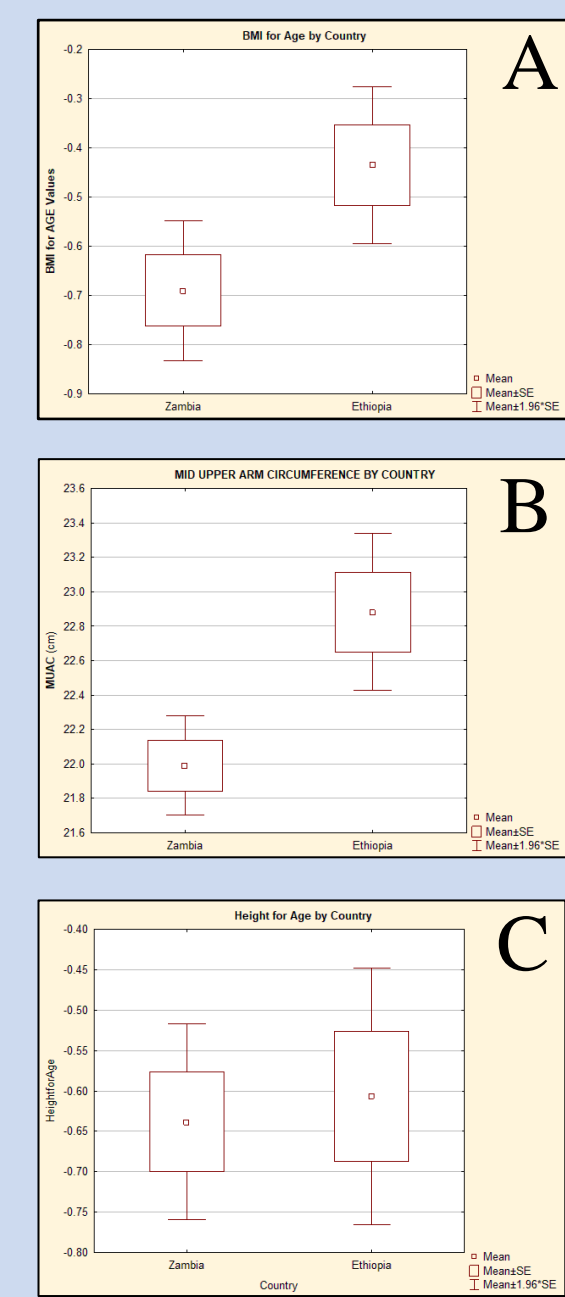 BMI for Age by Country
A
-0.2
-0.3
-0.4
-0.5
-0.6
-0.7
-0.8
-0.9
BMI for AGE Values
Zambia
Ethiopia
Mean
Mean±SE
Mean±1.96*SE
MID UPPER ARM CIRCUMFERENCE BY COUNTRY
B
23.6
23.4
23.2
23.0
22.8
22.6
22.4
22.2
22.0
21.8
21.6
MUAC (cm)
Zambia
Ethiopia
Mean
Mean±SE
Mean±1.96*SE
Height for Age by Country
C
-0.40
-0.45
-0.50
-0.55
-0.60
-0.65
-0.70
-0.75
-0.80
HeightforAge
Zambia
Ethiopia
Country
Mean
Mean±SE
Mean±1.96*SE